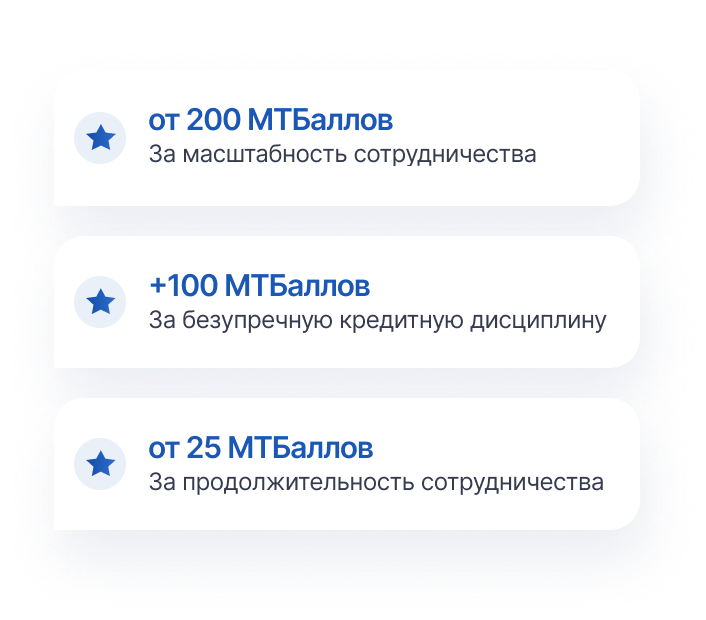 от 200 МТБаллов
За масштабность сотрудничества
+100 МТБаллов
За безупречную кредитную дисциплину
от 25 МТБаллов
За продолжительность сотрудничества